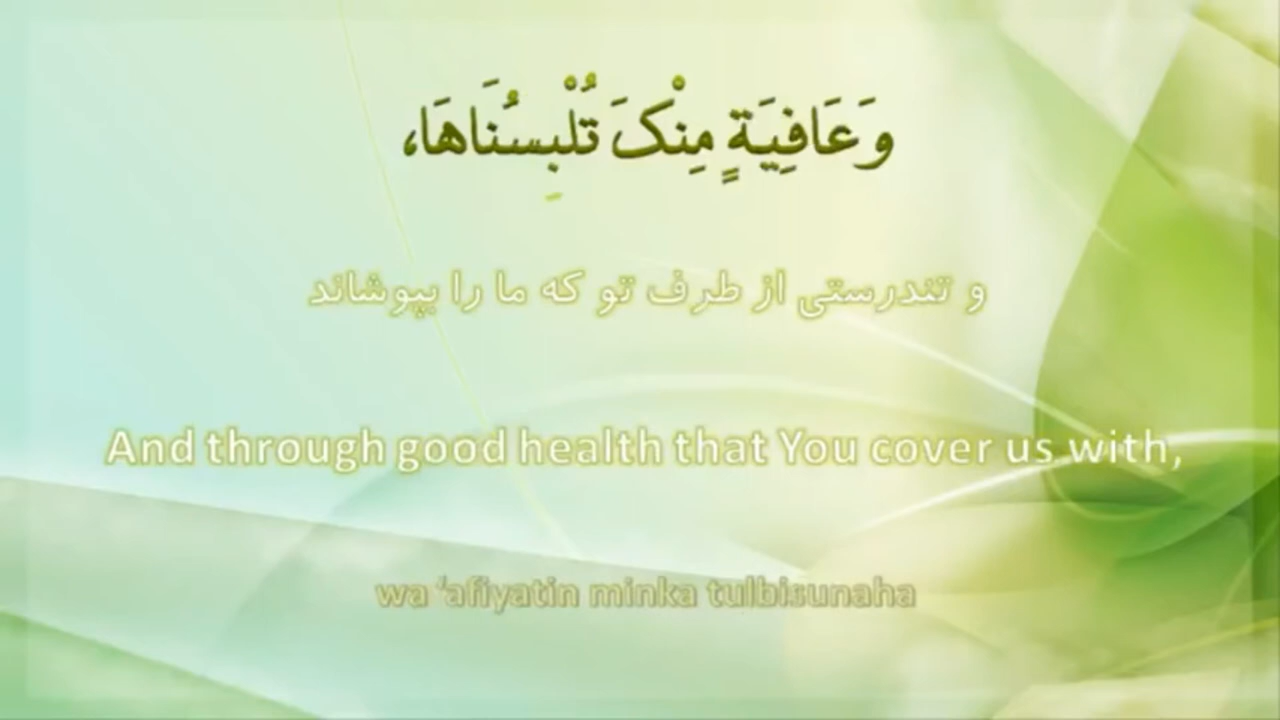 وَعَافِيَةٍ مِنْکَ تُلْبِسُنَاهَا،
و تندرستی از طرف تو که ما را بپوشاند
And through good health that You cover us with,
wa ‘afiyatin minka tulbisunaha